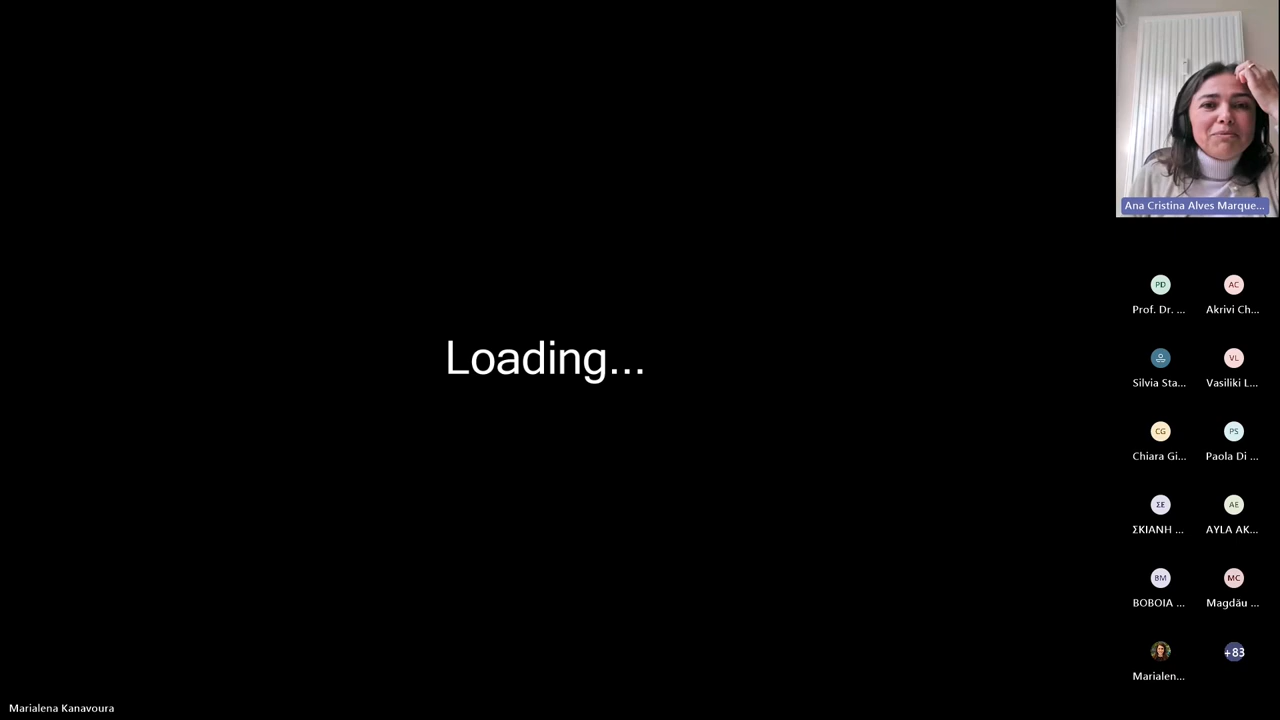 Loading...
Ana Cristina Alves Marque...
PD
AC
Prof. Dr. ...
Akrivi Ch...
VL
Silvia Sta...
Vasiliki L...
CG
PS
Chiara Gi...
Paola Di ...
ΣΕ
AE
ΣΚΙΑΝΗ ...
AYLA AK...
BM
MC
BOBOIA ...
Magdău ...
+83
Marialen...
Marialena Kanavoura